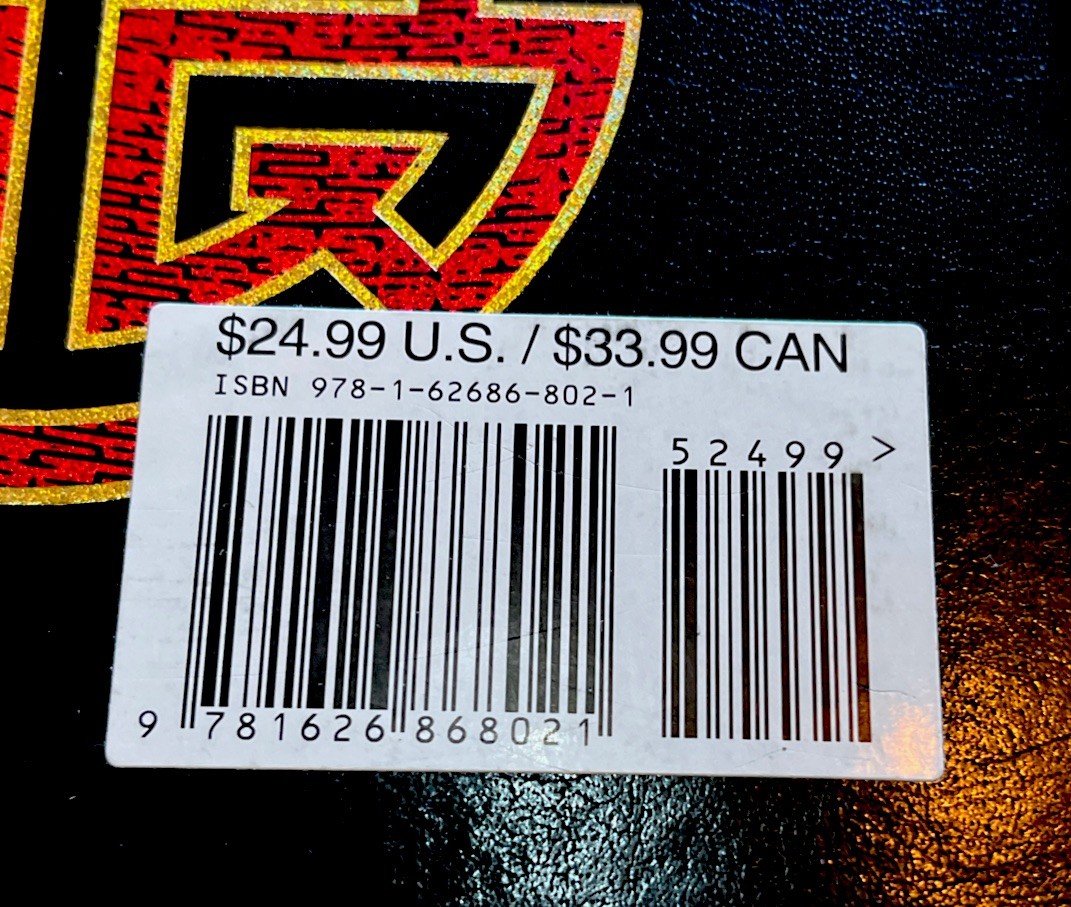 $24.99 U.S. / $33.99 CAN
ISBN 978-1-62686-802-1
52499 >
9 781626 868021